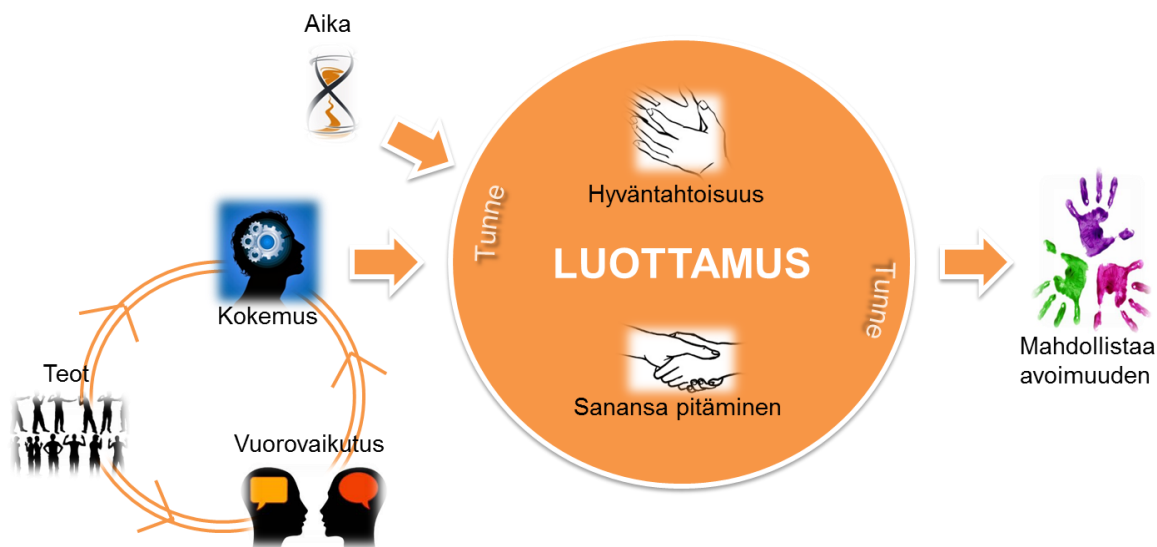 Aika
Hyväntahtoisuus
Tunne
LUOTTAMUS
Tunne
Kokemus
Mahdollistaa
avoimuuden
Teot
Sanansa pitäminen
Vuorovaikutus